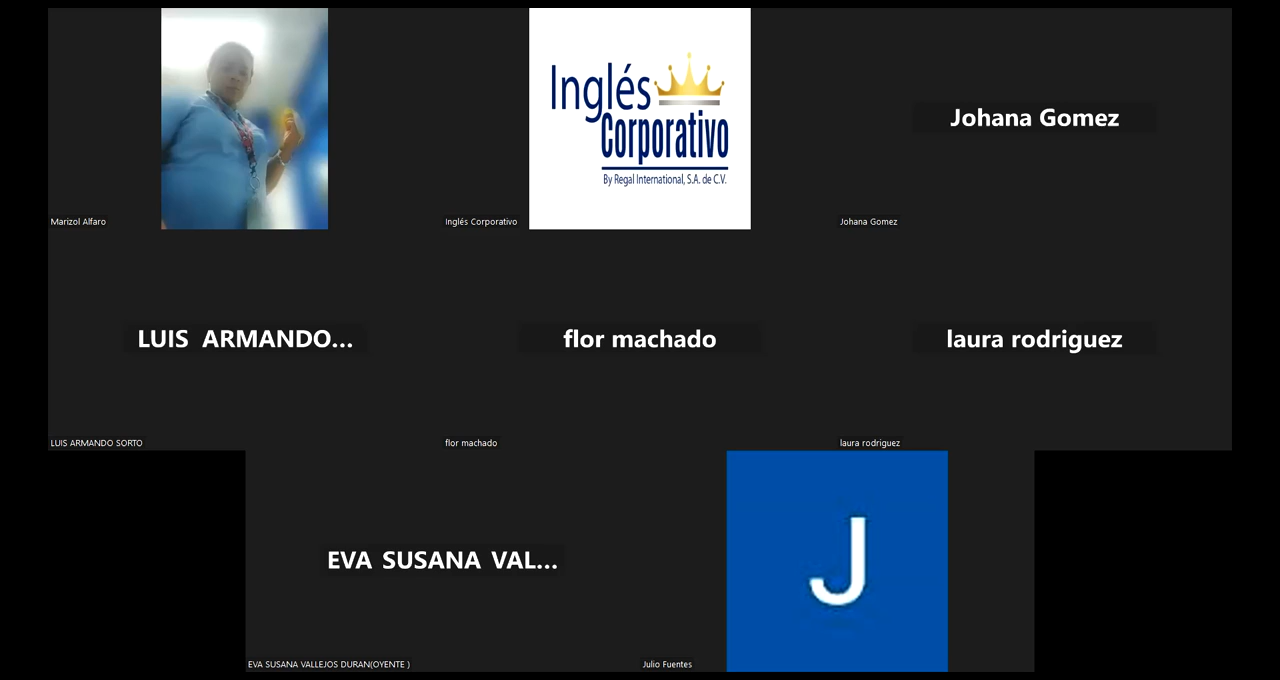 Inglés
Corporativo
By Regal International, S.A. de C.V.
Johana Gomez
Marizol Alfaro
Inglés Corporativo
Johana Gomez
LUIS ARMANDO...
flor machado
laura rodriguez
LUIS ARMANDO SORTO
flor machado
laura rodriguez
EVA SUSANA VAL...
J
EVA SUSANA VALLEJOS DURAN(OYENTE )
Julio Fuentes